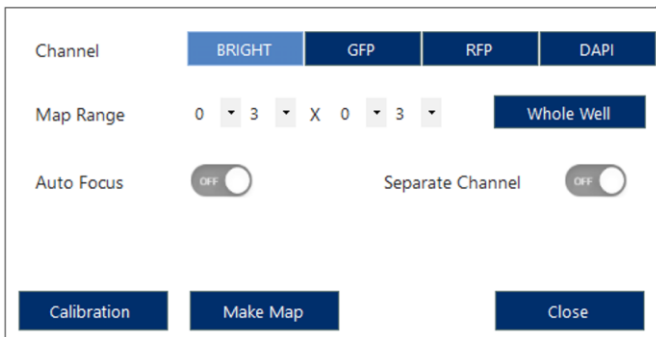 Channel BRIGHT GFP RFP DAPI
Map Range 0 3 X 0 3 Whole Well
Auto Focus OFF Separate Channel OFF
Calibration Make Map Close